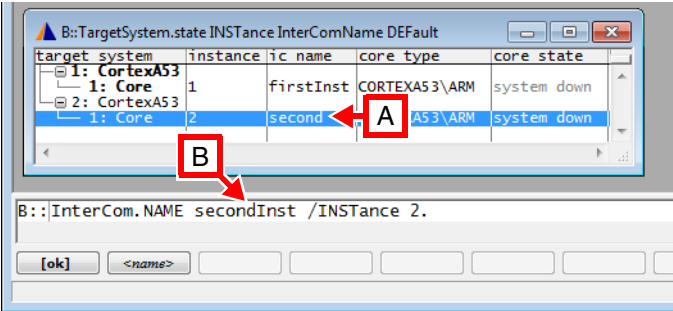 B::TargetSystem.state INSTance InterComName DEFault
target system instance ic name core type core state
1: CortexA53
1: Core 1 firstInst CORTEXA53\ARM system down
2: CortexA53
1: Core 2 second A A53\ARM system down
B
B::InterCom.NAME secondInst /INSTance 2.
[ok] <name>